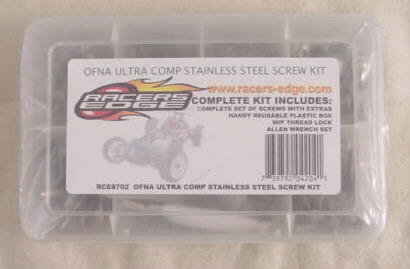 OFNA ULTRA COMP STAINLESS STEEL SCREW KIT
www.racers-edge.com
RACERS
EDGE
COMPLETE KIT INCLUDES:
COMPLETE SET OF SCREWS WITH EXTRAS
HANDY REUSABLE PLASTIC BOX
MIP THREAD LOCK
ALLEN WRENCH SET
RCE8702 OFNA ULTRA COMP STAINLESS STEEL SCREW KIT